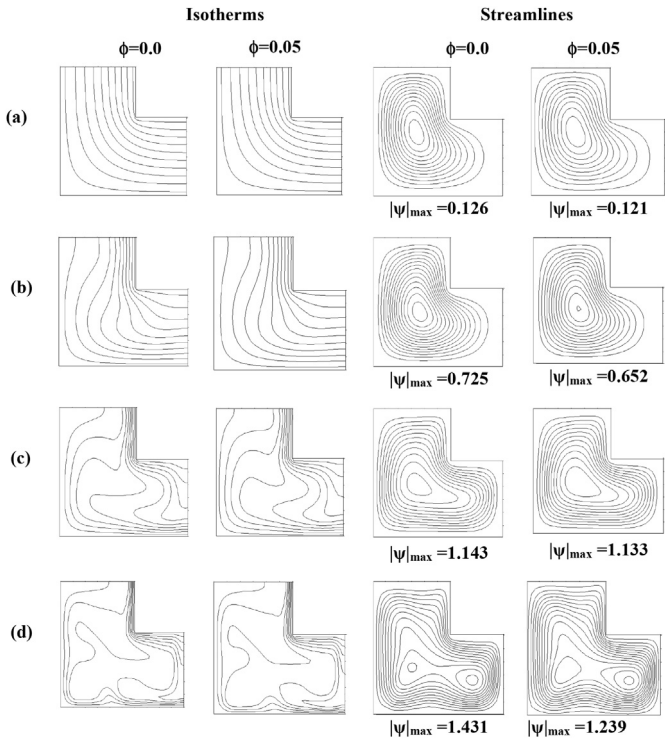 Isotherms
Streamlines
ϕ=0.0
ϕ=0.05
ϕ=0.0
ϕ=0.05
(a)
|ψ|max =0.126
|ψ|max =0.121
(b)
|ψ|max =0.725
|ψ|max =0.652
(c)
|ψ|max =1.143
|ψ|max =1.133
(d)
|ψ|max =1.431
|ψ|max =1.239